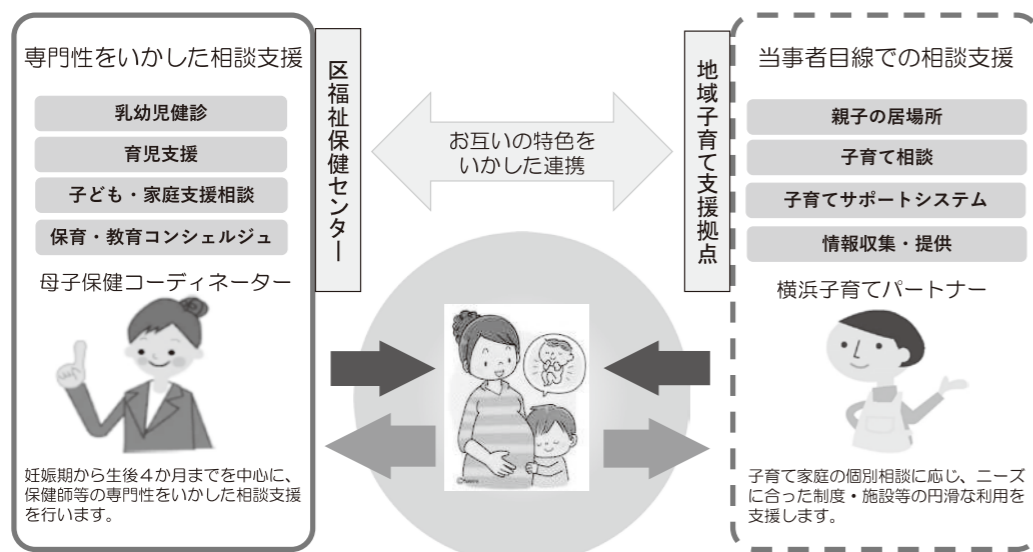 専門性をいかした相談支援
乳幼児健診
育児支援
子ども・家庭支援相談
保育・教育コンシェルジュ
母子保健コーディネーター
妊娠期から生後４か月までを中心に、
保健師等の専門性をいかした相談支援
を行います。
区福祉保健センター
お互いの特色を
いかした連携
地域子育て支援拠点
当事者目線での相談支援
親子の居場所
子育て相談
子育てサポートシステム
情報収集・提供
横浜子育てパートナー
子育て家庭の個別相談に応じ、ニーズ
に合った制度・施設等の円滑な利用を
支援します。